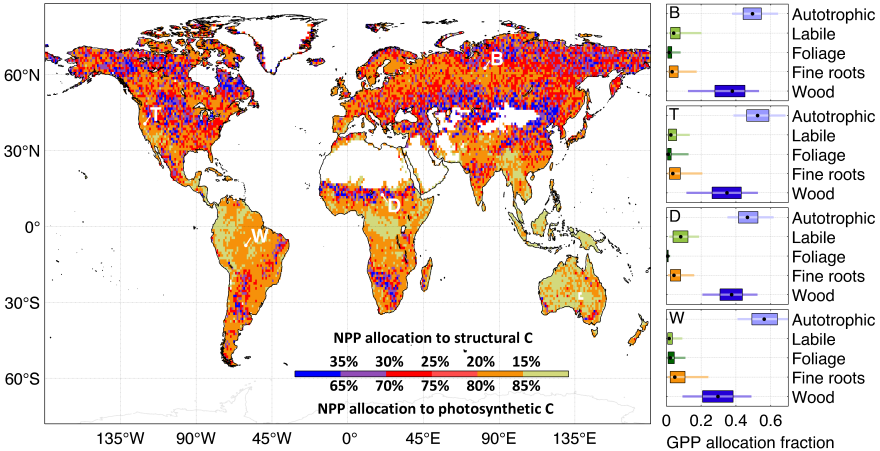 60°N
30°N
0°
30°S
60°S
135°W
90°W
45°W
0°
45°E
90°E
135°E
B
T
D
W
NPP allocation to structural C
35% 30% 25% 20% 15%
65% 70% 75% 80% 85%
NPP allocation to photosynthetic C
B
Autotrophic
Labile
Foliage
Fine roots
Wood
T
Autotrophic
Labile
Foliage
Fine roots
Wood
D
Autotrophic
Labile
Foliage
Fine roots
Wood
W
Autotrophic
Labile
Foliage
Fine roots
Wood
0 0.2 0.4 0.6
GPP allocation fraction